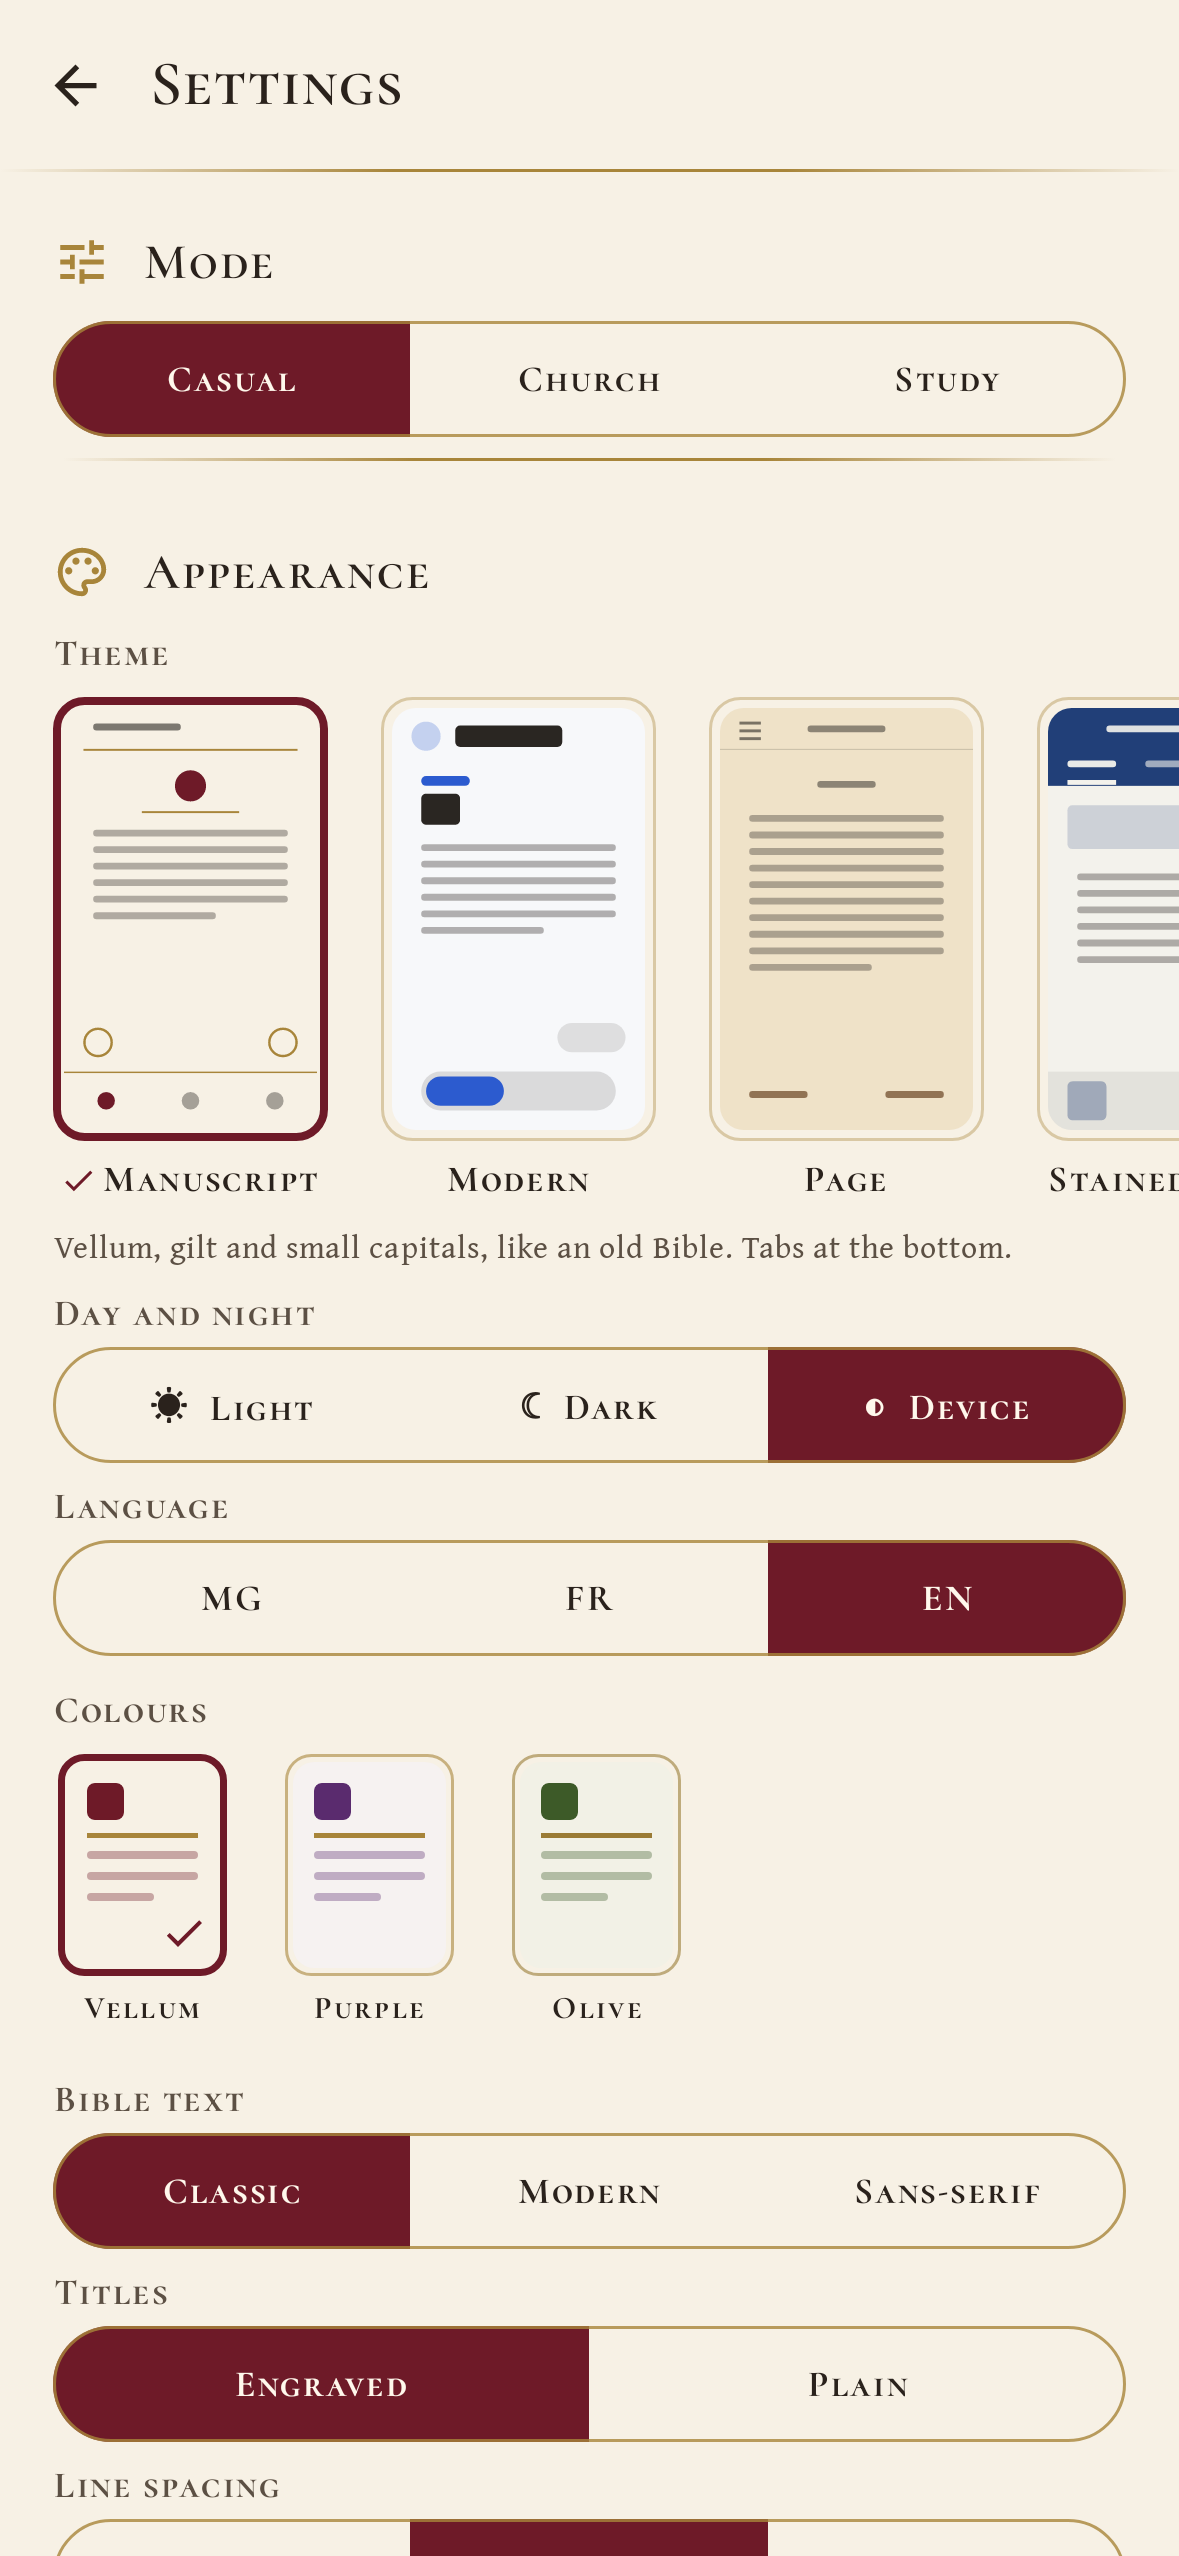 Settings
Mode
Casual Church Study
Appearance
Theme
Manuscript Modern Page Stained
Vellum, gilt and small capitals, like an old Bible. Tabs at the bottom.
Day and night
Light Dark Device
Language
MG FR EN
Colours
Vellum Purple Olive
Bible text
Classic Modern Sans-serif
Titles
Engraved Plain
Line spacing